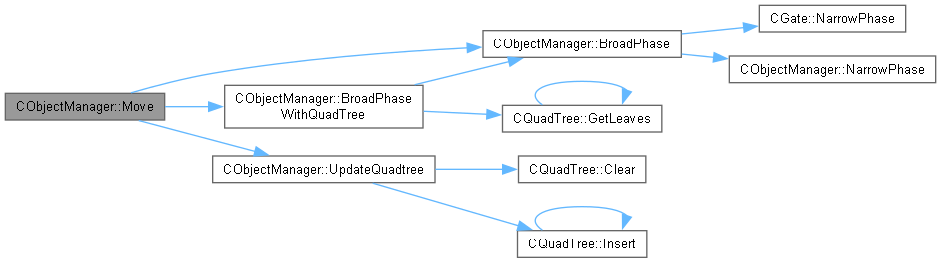 CObjectManager::Move
CObjectManager::BroadPhase
CGate::NarrowPhase
CObjectManager::NarrowPhase
CObjectManager::BroadPhase
WithQuadTree
CQuadTree::GetLeaves
CObjectManager::UpdateQuadtree
CQuadTree::Clear
CQuadTree::Insert